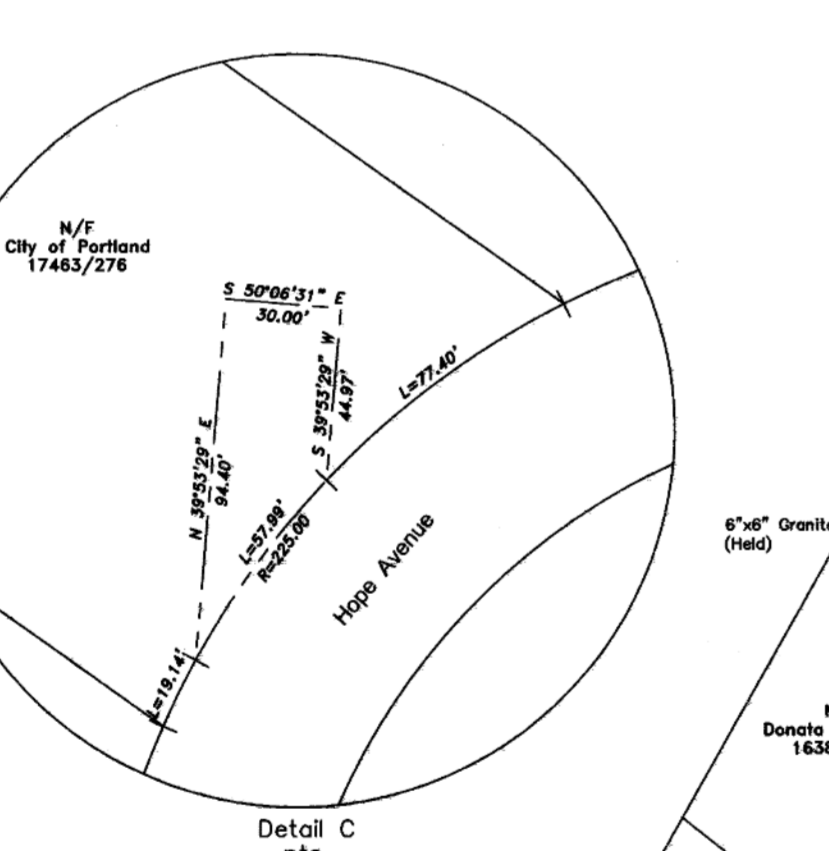 N/F
City of Portland
17463/276
S 50°06'31" E
30.00'
S 39°53'29" W
44.97'
L=77.40'
N 39°53'29" E
94.40'
L=57.99'
R=225.00
Hope Avenue
L=19.14'
6"x6"
(Held)
Donata
Detail C